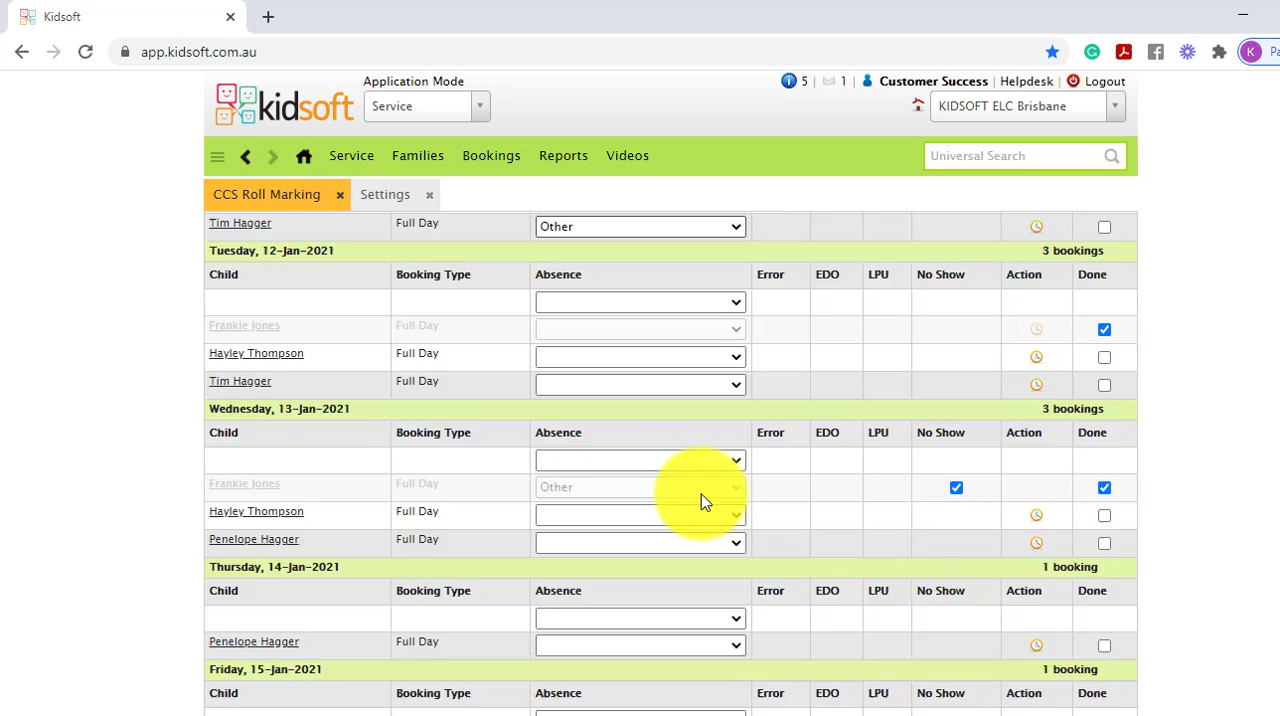 Kidsoft
app.kidsoft.com.au
K
Application Mode
5 | 1 | Customer Success | Helpdesk | Logout
kidsoft
Service
KIDSOFT ELC Brisbane
Service Families Bookings Reports Videos
Universal Search
CCS Roll Marking Settings
Tim Hagger Full Day Other
Tuesday, 12-Jan-2021 3 bookings
Child Booking Type Absence Error EDO LPU No Show Action Done
Frankie Jones Full Day
Hayley Thompson Full Day
Tim Hagger Full Day
Wednesday, 13-Jan-2021 3 bookings
Child Booking Type Absence Error EDO LPU No Show Action Done
Frankie Jones Full Day Other
Hayley Thompson Full Day
Penelope Hagger Full Day
Thursday, 14-Jan-2021 1 booking
Child Booking Type Absence Error EDO LPU No Show Action Done
Penelope Hagger Full Day
Friday, 15-Jan-2021 1 booking
Child Booking Type Absence Error EDO LPU No Show Action Done